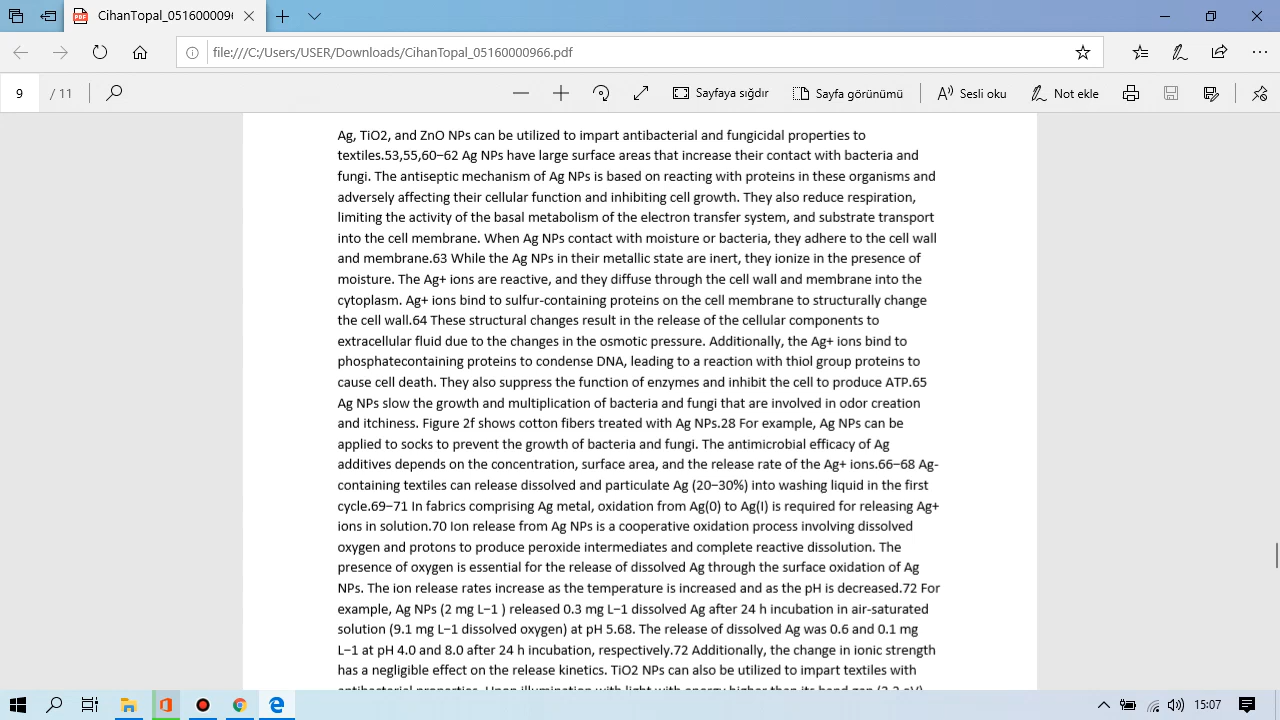 CihanTopal_0516000096
file:///C:/Users/USER/Downloads/CihanTopal_05160000966.pdf
9 / 11
Sayfaya sığdır
Sayfa görünümü
Sesli oku
Not ekle
Ag, TiO2, and ZnO NPs can be utilized to impart antibacterial and fungicidal properties to
textiles.53,55,60−62 Ag NPs have large surface areas that increase their contact with bacteria and
fungi. The antiseptic mechanism of Ag NPs is based on reacting with proteins in these organisms and
adversely affecting their cellular function and inhibiting cell growth. They also reduce respiration,
limiting the activity of the basal metabolism of the electron transfer system, and substrate transport
into the cell membrane. When Ag NPs contact with moisture or bacteria, they adhere to the cell wall
and membrane.63 While the Ag NPs in their metallic state are inert, they ionize in the presence of
moisture. The Ag+ ions are reactive, and they diffuse through the cell wall and membrane into the
cytoplasm. Ag+ ions bind to sulfur-containing proteins on the cell membrane to structurally change
the cell wall.64 These structural changes result in the release of the cellular components to
extracellular fluid due to the changes in the osmotic pressure. Additionally, the Ag+ ions bind to
phosphatecontaining proteins to condense DNA, leading to a reaction with thiol group proteins to
cause cell death. They also suppress the function of enzymes and inhibit the cell to produce ATP.65
Ag NPs slow the growth and multiplication of bacteria and fungi that are involved in odor creation
and itchiness. Figure 2f shows cotton fibers treated with Ag NPs.28 For example, Ag NPs can be
applied to socks to prevent the growth of bacteria and fungi. The antimicrobial efficacy of Ag
additives depends on the concentration, surface area, and the release rate of the Ag+ ions.66−68 Ag-
containing textiles can release dissolved and particulate Ag (20−30%) into washing liquid in the first
cycle.69−71 In fabrics comprising Ag metal, oxidation from Ag(0) to Ag(I) is required for releasing Ag+
ions in solution.70 Ion release from Ag NPs is a cooperative oxidation process involving dissolved
oxygen and protons to produce peroxide intermediates and complete reactive dissolution. The
presence of oxygen is essential for the release of dissolved Ag through the surface oxidation of Ag
NPs. The ion release rates increase as the temperature is increased and as the pH is decreased.72 For
example, Ag NPs (2 mg L−1 ) released 0.3 mg L−1 dissolved Ag after 24 h incubation in air-saturated
solution (9.1 mg L−1 dissolved oxygen) at pH 5.68. The release of dissolved Ag was 0.6 and 0.1 mg
L−1 at pH 4.0 and 8.0 after 24 h incubation, respectively.72 Additionally, the change in ionic strength
has a negligible effect on the release kinetics. TiO2 NPs can also be utilized to impart textiles with
antibacterial properties. Upon illumination with light with energy higher than its band gap (3.2 eV),
15:07